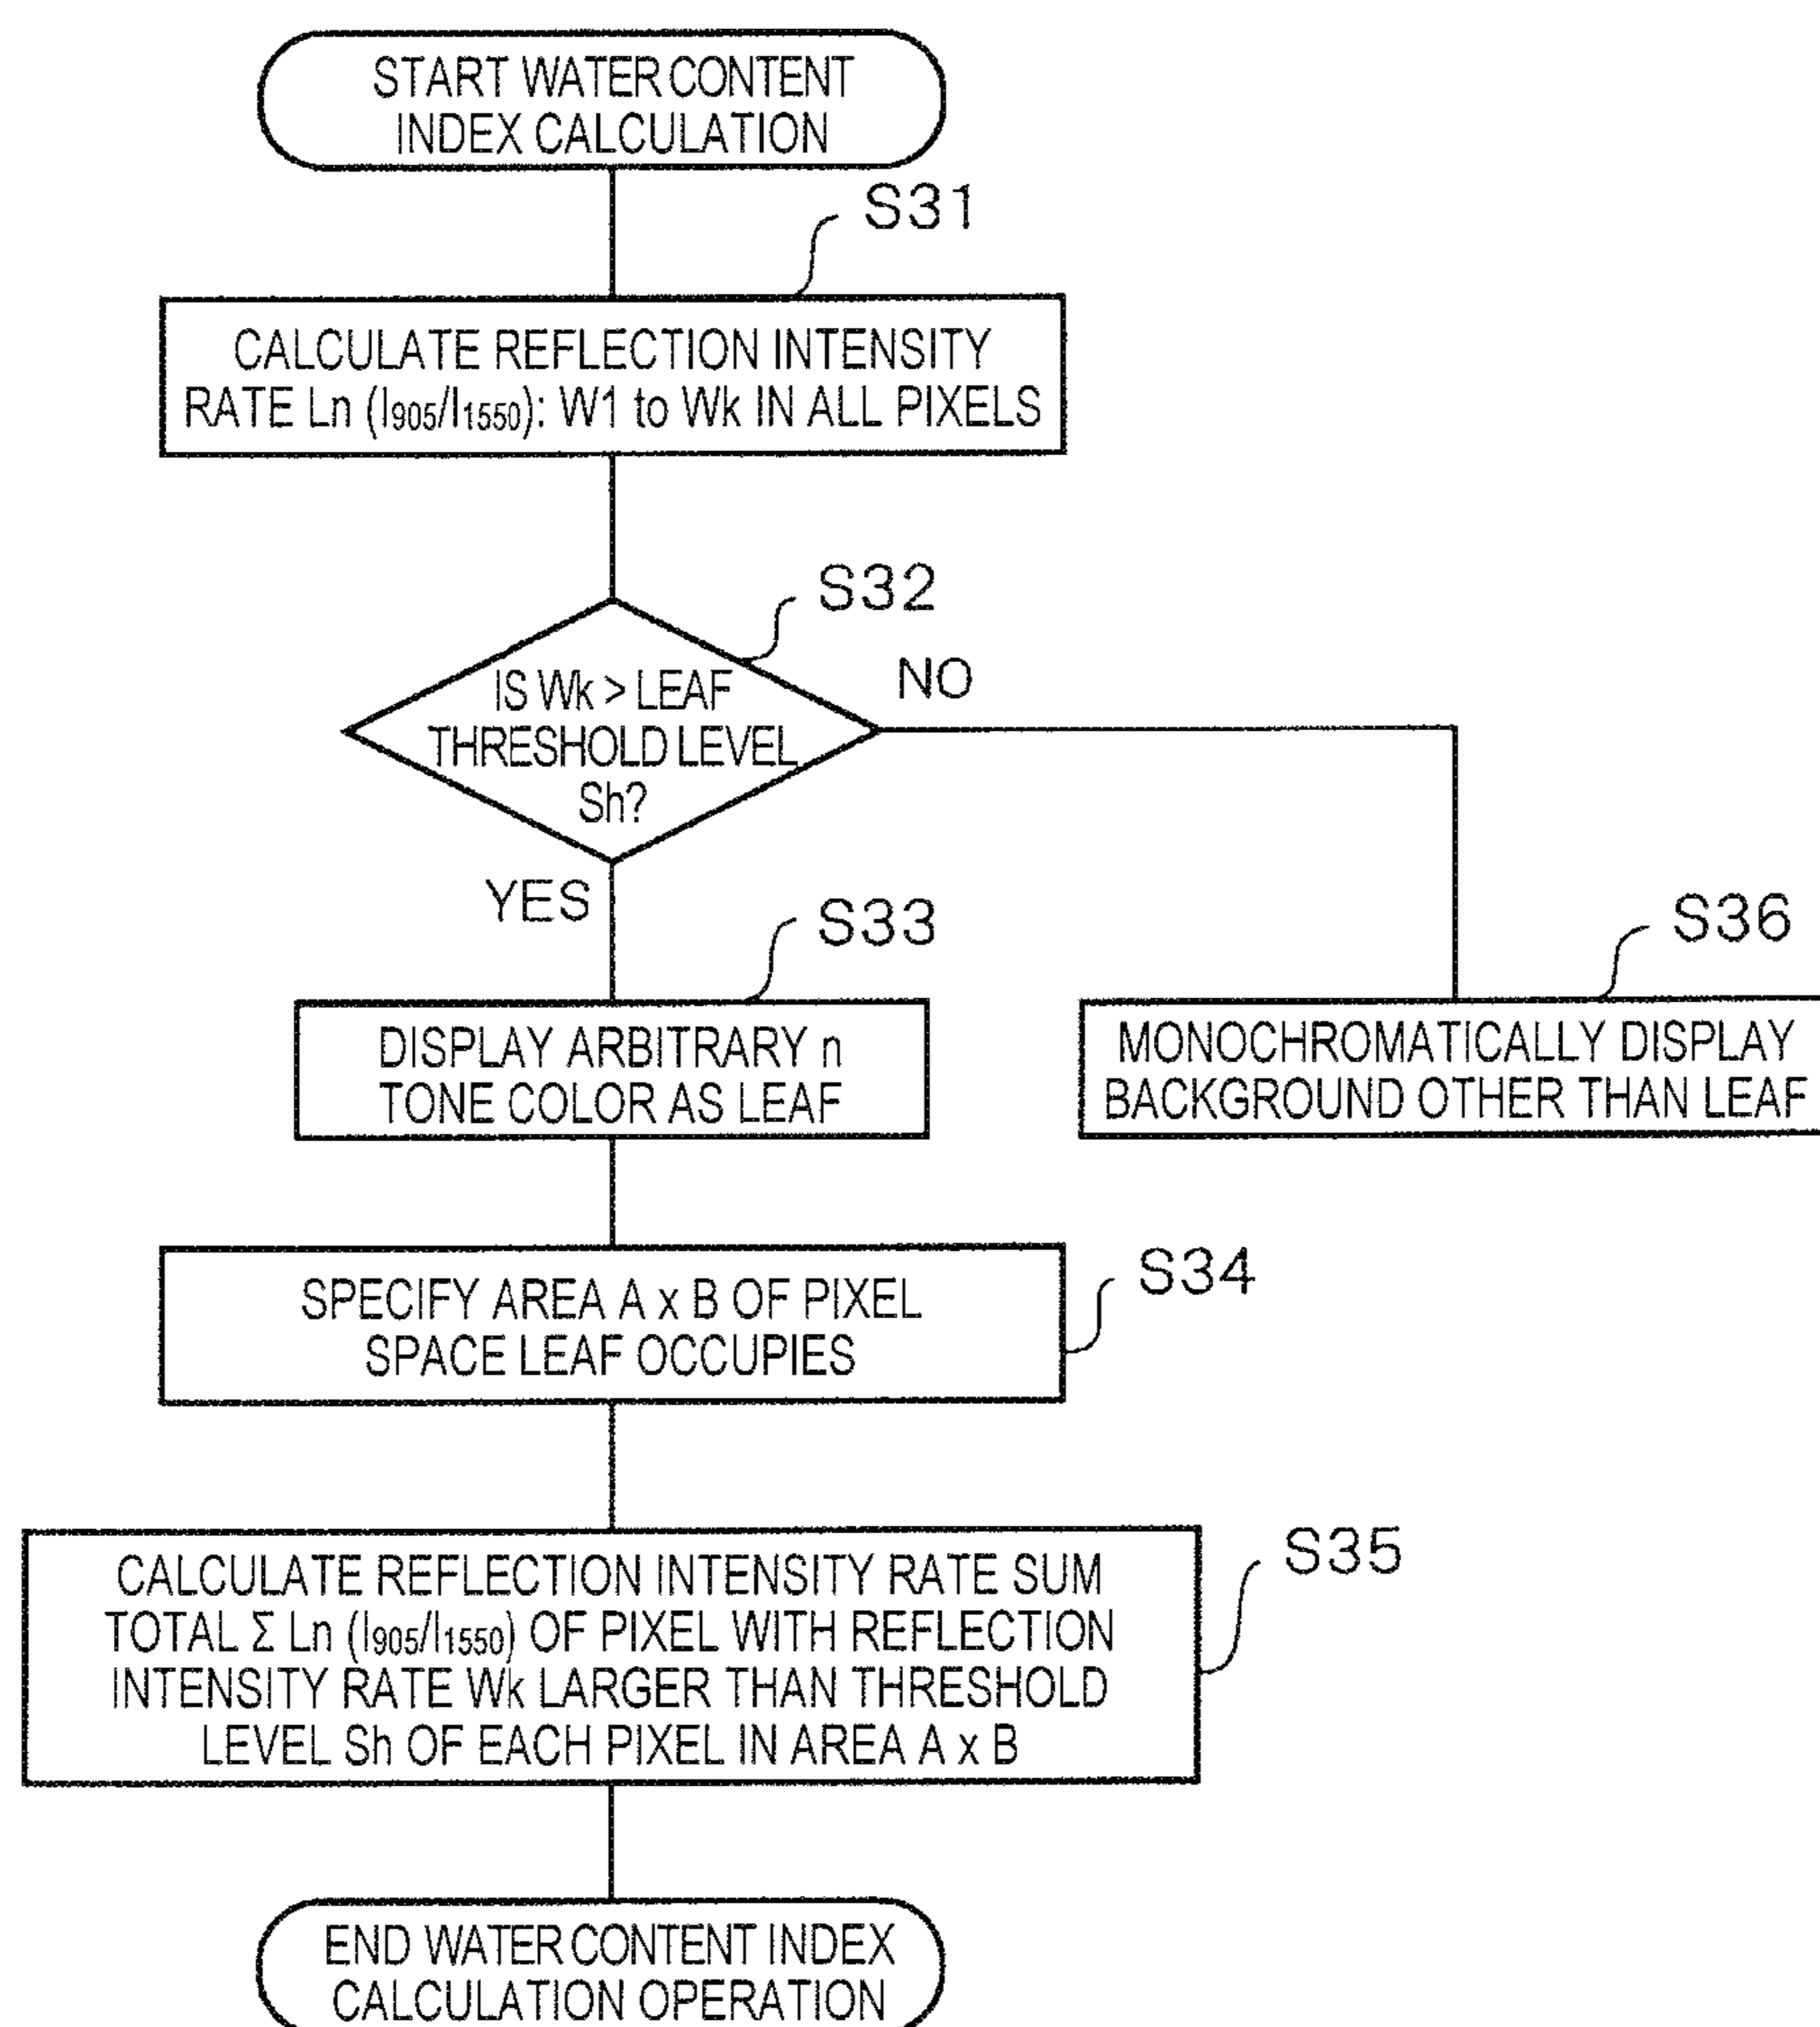 START WATER CONTENT
INDEX CALCULATION
S31
CALCULATE REFLECTION INTENSITY
RATE Ln (I905/I1550): W1 to Wk IN ALL PIXELS
S32
IS Wk > LEAF
THRESHOLD LEVEL
Sh?
NO
YES
S33
DISPLAY ARBITRARY n
TONE COLOR AS LEAF
S36
MONOCHROMATICALLY DISPLAY
BACKGROUND OTHER THAN LEAF
S34
SPECIFY AREA A x B OF PIXEL
SPACE LEAF OCCUPIES
S35
CALCULATE REFLECTION INTENSITY RATE SUM
TOTAL Σ Ln (I905/I1550) OF PIXEL WITH REFLECTION
INTENSITY RATE Wk LARGER THAN THRESHOLD
LEVEL Sh OF EACH PIXEL IN AREA A x B
END WATER CONTENT INDEX
CALCULATION OPERATION